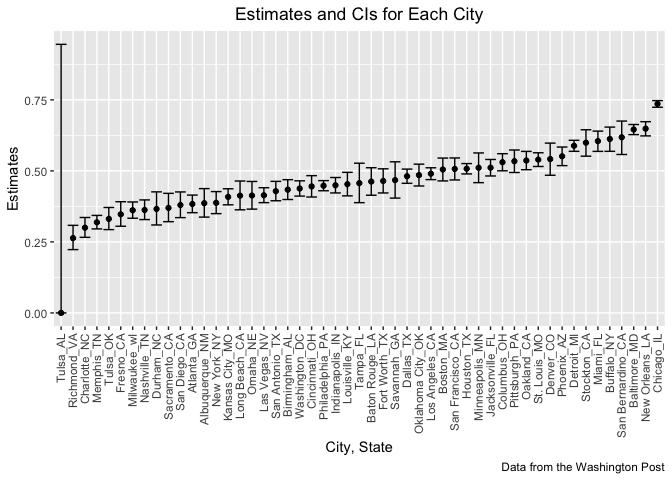 Estimates and CIs for Each City
Estimates
0.75
0.50
0.25
0.00
Tulsa_AL
Richmond_VA
Charlotte_NC
Memphis_TN
Tulsa_OK
Fresno_CA
Milwaukee_wI
Nashville_TN
Durham_NC
Sacramento_CA
San Diego_CA
Atlanta_GA
Albuquerque_NM
New York_NY
Kansas City_MO
Long Beach_CA
Omaha_NE
Las Vegas_NV
San Antonio_TX
Birmingham_AL
Washington_DC
Cincinnati_OH
Philadelphia_PA
Indianapolis_IN
Louisville_KY
Tampa_FL
Baton Rouge_LA
Fort Worth_TX
Savannah_GA
Dallas_TX
Oklahoma City_OK
Los Angeles_CA
Boston_MA
San Francisco_CA
Houston_TX
Minneapolis_MN
Jacksonville_FL
Columbus_OH
Pittsburgh_PA
Oakland_CA
St. Louis_MO
Denver_CO
Phoenix_AZ
Detroit_MI
Stockton_CA
Miami_FL
Buffalo_NY
San Bernardino_CA
Baltimore_MD
New Orleans_LA
Chicago_IL
City, State
Data from the Washington Post